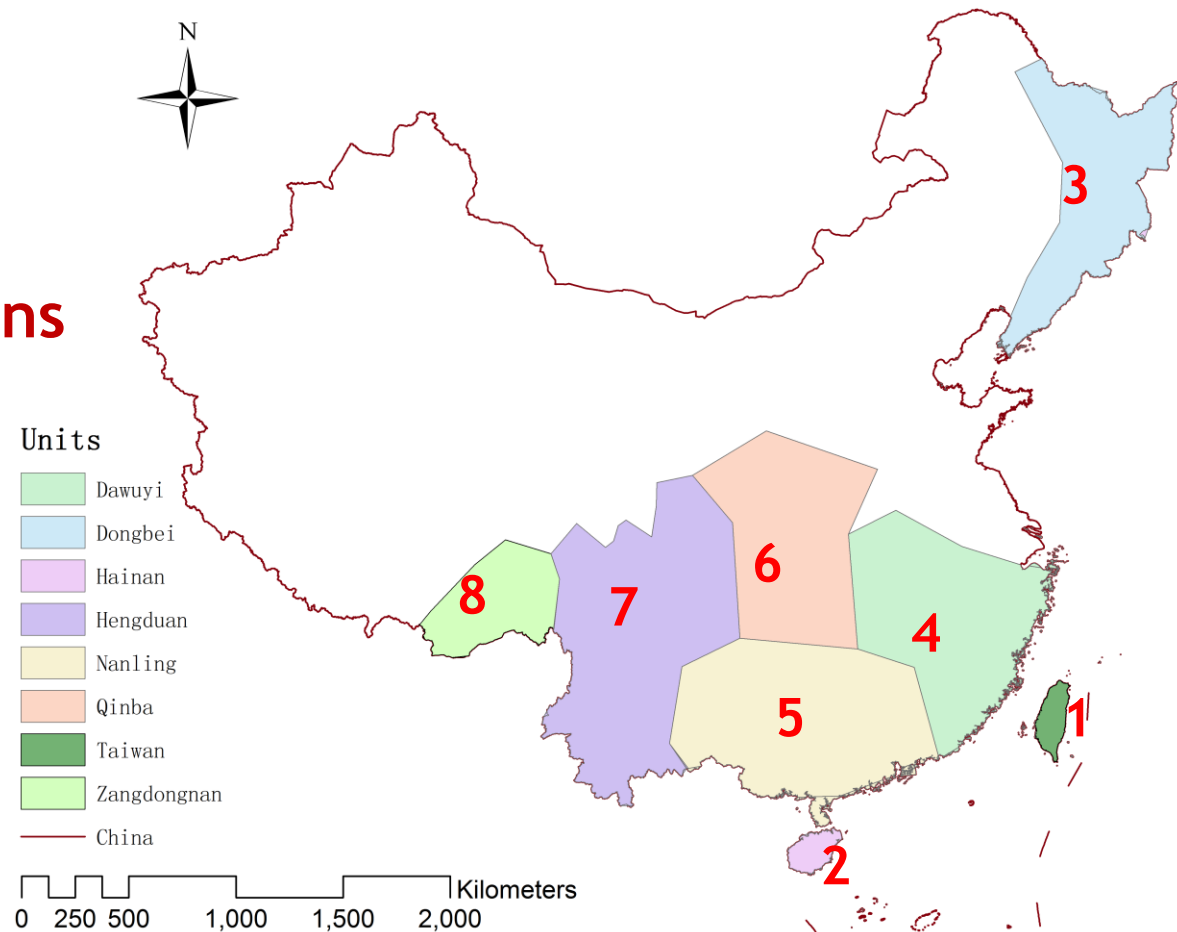 N
3
ns
Units
Dawuyi
Dongbei
Hainan
Hengduan
Nanling
Qinba
Taiwan
Zangdongnan
China
6
8
7
4
5
1
2
Kilometers
0 250 500 1,000 1,500 2,000